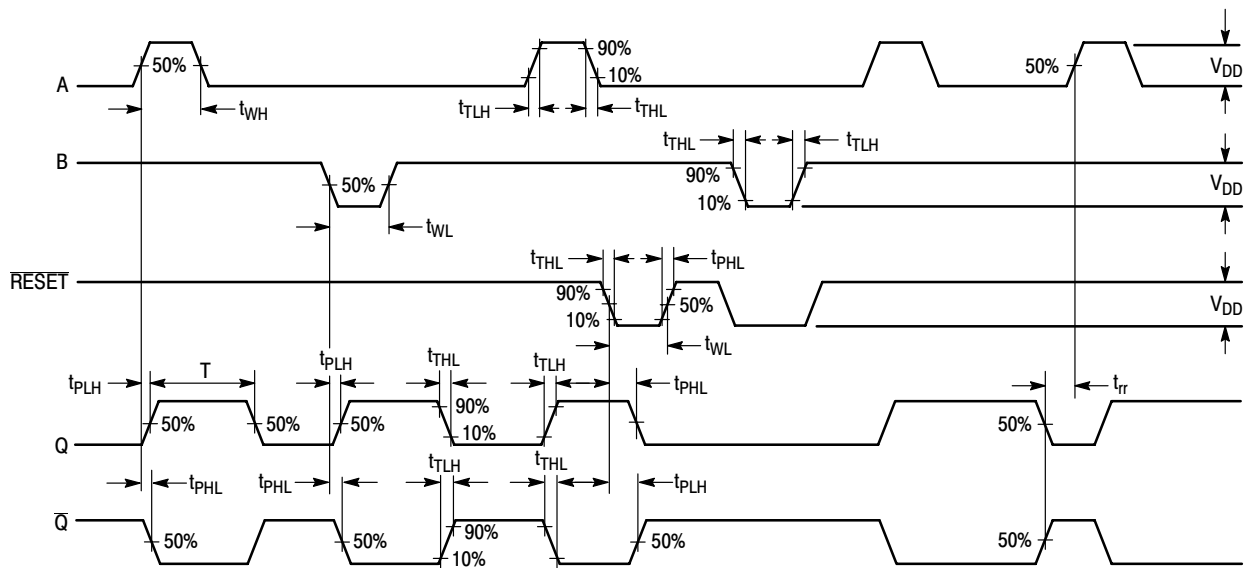 A
50%
t_WH
t_TLH
90%
10%
t_THL
50%
V_DD
B
50%
t_WL
t_THL
t_TLH
90%
10%
V_DD
R̅E̅S̅E̅T̅
t_THL
t_PHL
90%
10%
50%
t_WL
V_DD
t_PLH
T
t_PLH
t_THL
t_TLH
t_PHL
t_rr
Q
50%
50%
50%
90%
10%
50%
t_PHL
t_PHL
t_TLH
t_THL
t_PLH
Q̅
50%
50%
90%
10%
50%
50%